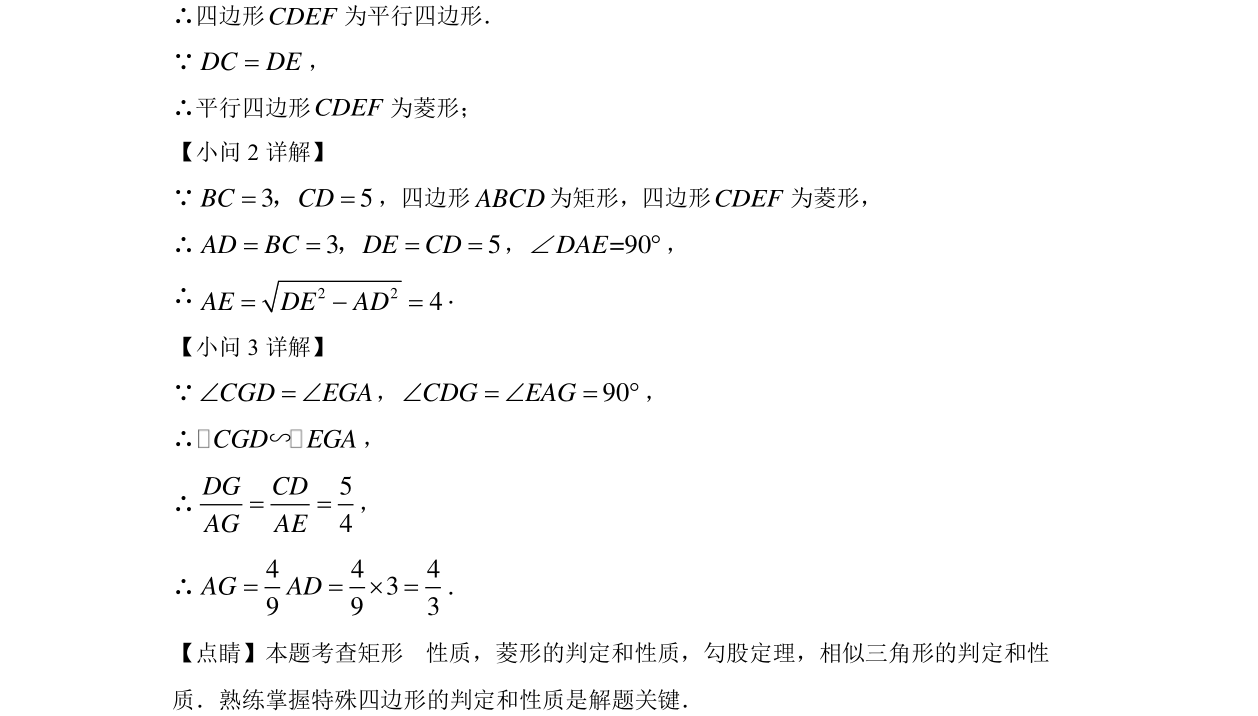 ∴四边形CDEF 为平行四边形.
∵ DC = DE ，
∴平行四边形CDEF 为菱形；
【小问 2 详解】
∵ BC = 3，CD = 5 ，四边形 ABCD 为矩形，四边形CDEF 为菱形，
∴ AD = BC = 3，DE = CD = 5 ，∠DAE=90° ，
∴ AE = √(DE² − AD²) = 4 .
【小问 3 详解】
∵ ∠CGD = ∠EGA ，∠CDG = ∠EAG = 90° ，
∴ □CGD∽□EGA ，
∴ DG/AG = CD/AE = 5/4 ，
∴ AG = 4/9 AD = 4/9 × 3 = 4/3 .
【点睛】本题考查矩形 性质，菱形的判定和性质，勾股定理，相似三角形的判定和性
质．熟练掌握特殊四边形的判定和性质是解题关键．